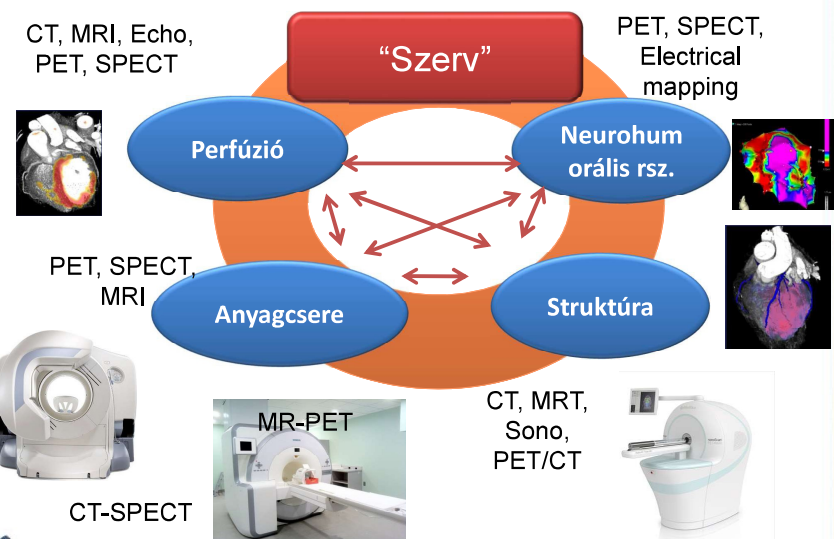 CT, MRI, Echo,
PET, SPECT
“Szerv”
PET, SPECT,
Electrical
mapping
Perfúzió
Neurohum
orális rsz.
PET, SPECT,
MRI
Anyagcsere
Struktúra
MR-PET
CT, MRT,
Sono,
PET/CT
CT-SPECT